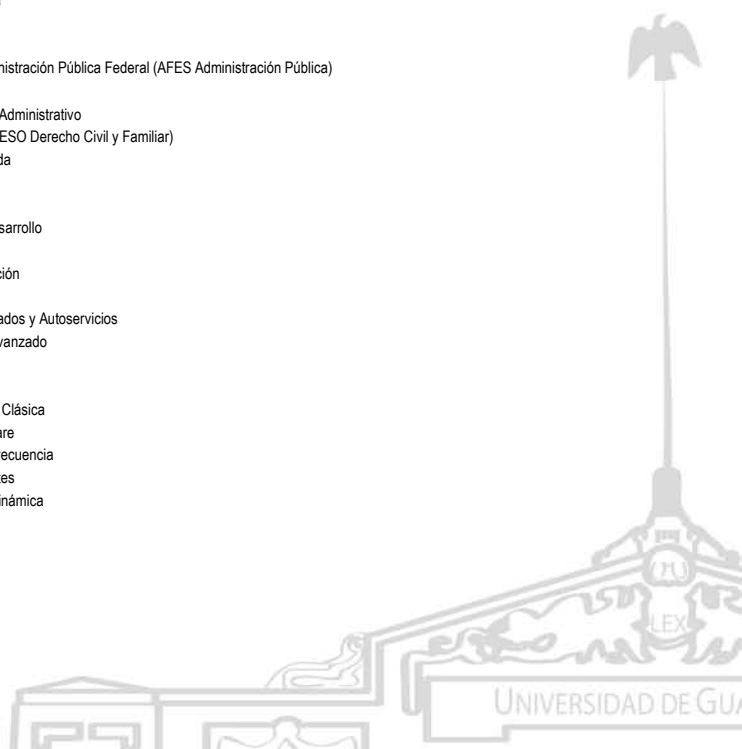 nistración Pública Federal (AFES Administración Pública)
Administrativo
ESO Derecho Civil y Familiar)
da
sarrollo
ción
ados y Autoservicios
vanzado
Clásica
are
recuencia
tes
inámica
LEX
UNIVERSIDAD DE GUA